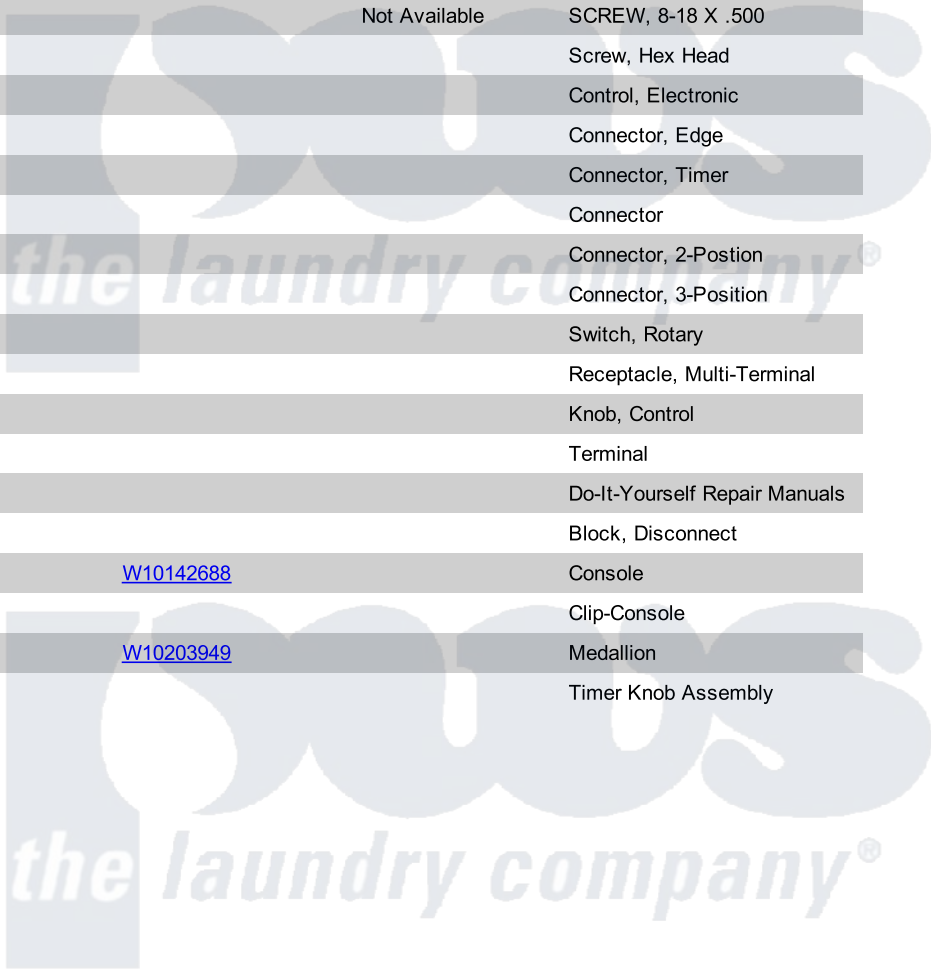 Not Available SCREW, 8-18 X .500
Screw, Hex Head
Control, Electronic
Connector, Edge
Connector, Timer
Connector
Connector, 2-Postion
Connector, 3-Position
Switch, Rotary
Receptacle, Multi-Terminal
Knob, Control
Terminal
Do-It-Yourself Repair Manuals
Block, Disconnect
W10142688 Console
Clip-Console
W10203949 Medallion
Timer Knob Assembly
pws
the laundry company®
pws
the laundry company®